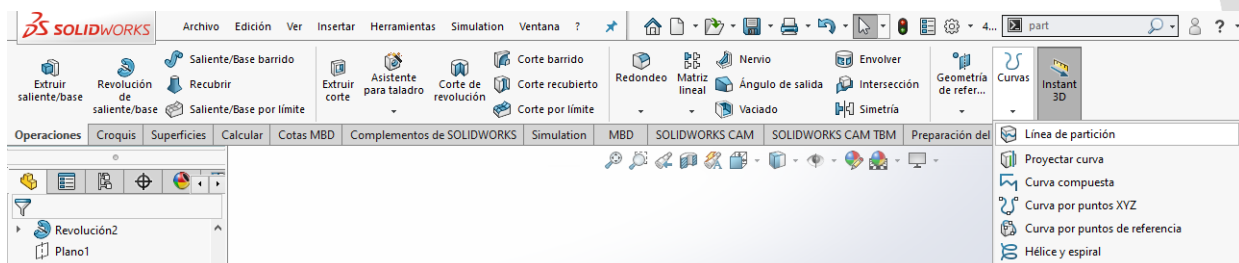 SOLIDWORKS Archivo Edición Ver Insertar Herramientas Simulation Ventana ? 4... part ?
Extruir saliente/base
Revolución de saliente/base
Saliente/Base barrido
Recubrir
Saliente/Base por límite
Extruir corte
Asistente para taladro
Corte de revolución
Corte barrido
Corte recubierto
Corte por límite
Redondeo
Matriz lineal
Nervio
Ángulo de salida
Vaciado
Envolver
Intersección
Simetría
Geometría de refer...
Curvas
Instant 3D
Operaciones Croquis Superficies Calcular Cotas MBD Complementos de SOLIDWORKS Simulation MBD SOLIDWORKS CAM SOLIDWORKS CAM TBM Preparación del
Línea de partición
Proyectar curva
Curva compuesta
Curva por puntos XYZ
Curva por puntos de referencia
Hélice y espiral
Revolución2
Plano1